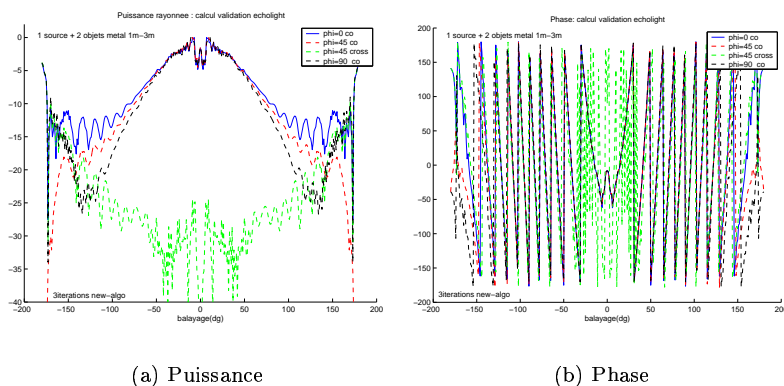 Puissance rayonnee : calcul validation echolight
1 source + 2 objets metal 1m-3m
phi=0 co
phi=45 co
phi=45 cross
phi=90 co
0
−5
−10
−15
−20
−25
−30
−35
−40
3iterations new-algo
−200 −150 −100 −50 0 50 100 150 200
balayage(dg)
(a) Puissance
Phase: calcul validation echolight
1 source + 2 objets metal 1m-3m
phi=0 co
phi=45 co
phi=45 cross
phi=90 co
200
150
100
50
0
−50
−100
−150
−200
3iterations new-algo
−200 −150 −100 −50 0 50 100 150 200
balayage(dg)
(b) Phase